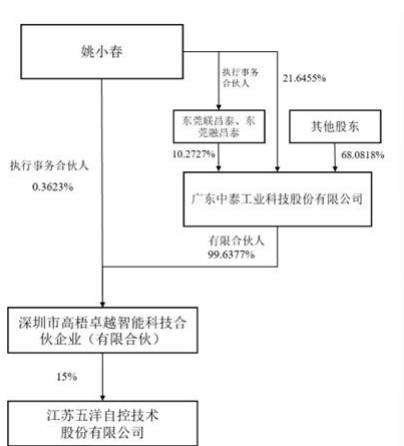 姚小春
执行事务
合伙人
21.6455%
东莞联昌泰、东
莞融昌泰
其他股东
10.2727%
68.0818%
执行事务合伙人
0.3623%
广东中泰工业科技股份有限公司
有限合伙人
99.6377%
深圳市高梧卓越智能科技合
伙企业（有限合伙）
15%
江苏五洋自控技术
股份有限公司